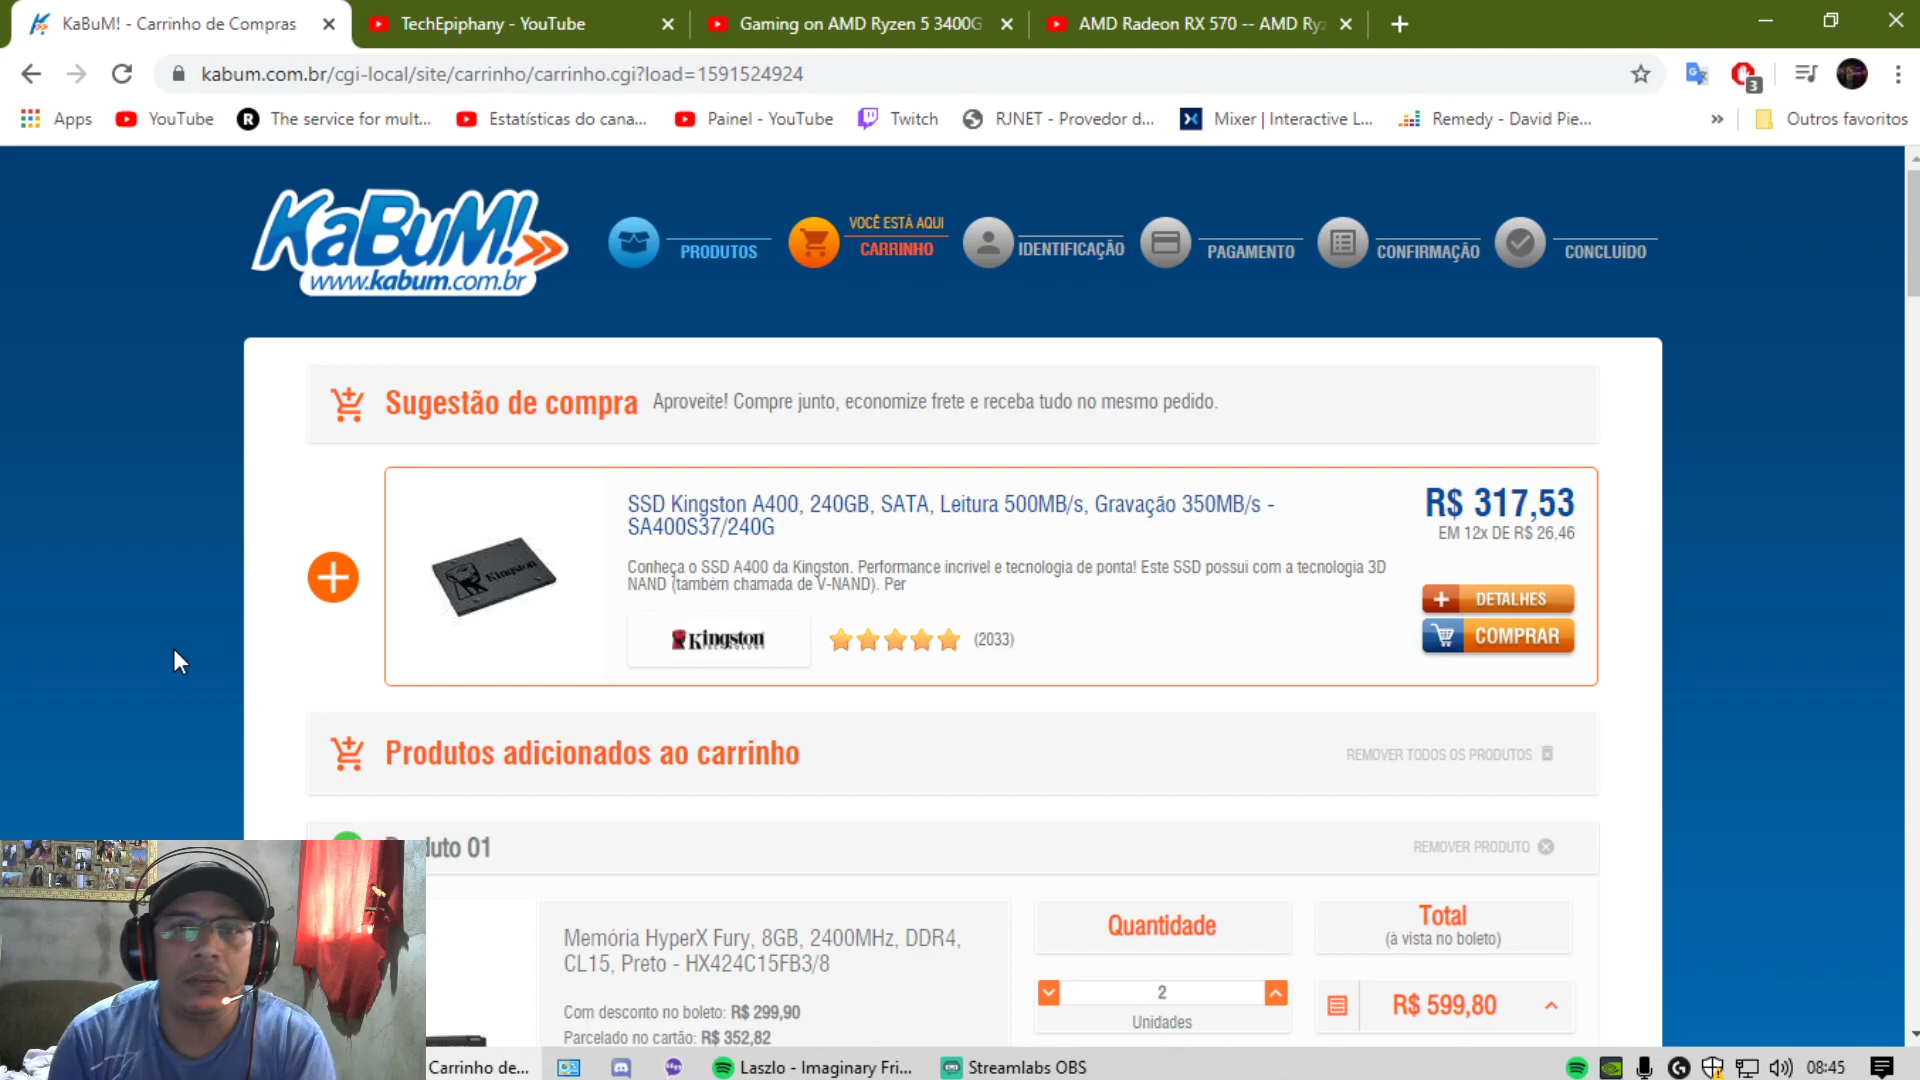 KaBuM! - Carrinho de Compras
TechEpiphany - YouTube
Gaming on AMD Ryzen 5 3400G
AMD Radeon RX 570 -- AMD Ryz
kabum.com.br/cgi-local/site/carrinho/carrinho.cgi?load=1591524924
3
Apps
YouTube
The service for mult...
Estatísticas do cana...
Painel - YouTube
Twitch
RJNET - Provedor d...
Mixer | Interactive L...
Remedy - David Pie...
»
Outros favoritos
KaBuM!
www.kabum.com.br
PRODUTOS
VOCÊ ESTÁ AQUI
CARRINHO
IDENTIFICAÇÃO
PAGAMENTO
CONFIRMAÇÃO
CONCLUÍDO
Sugestão de compra
Aproveite! Compre junto, economize frete e receba tudo no mesmo pedido.
SSD Kingston A400, 240GB, SATA, Leitura 500MB/s, Gravação 350MB/s -
SA400S37/240G
Conheça o SSD A400 da Kingston. Performance incrivel e tecnologia de ponta! Este SSD possui com a tecnologia 3D
NAND (também chamada de V-NAND). Per
Kingston
Kingston
TECHNOLOGY
(2033)
R$ 317,53
EM 12x DE R$ 26,46
DETALHES
COMPRAR
Produtos adicionados ao carrinho
REMOVER TODOS OS PRODUTOS
duto 01
REMOVER PRODUTO
Memória HyperX Fury, 8GB, 2400MHz, DDR4,
CL15, Preto - HX424C15FB3/8
Com desconto no boleto: R$ 299,90
Parcelado no cartão: R$ 352,82
Quantidade
2
Unidades
Total
(à vista no boleto)
R$ 599,80
Carrinho de...
Laszlo - Imaginary Fri...
Streamlabs OBS
08:45